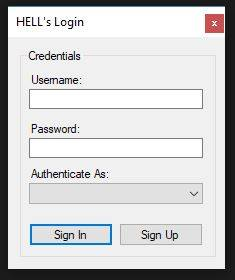 HELL's Login
Credentials
Username:
Password:
Authenticate As:
Sign In
Sign Up